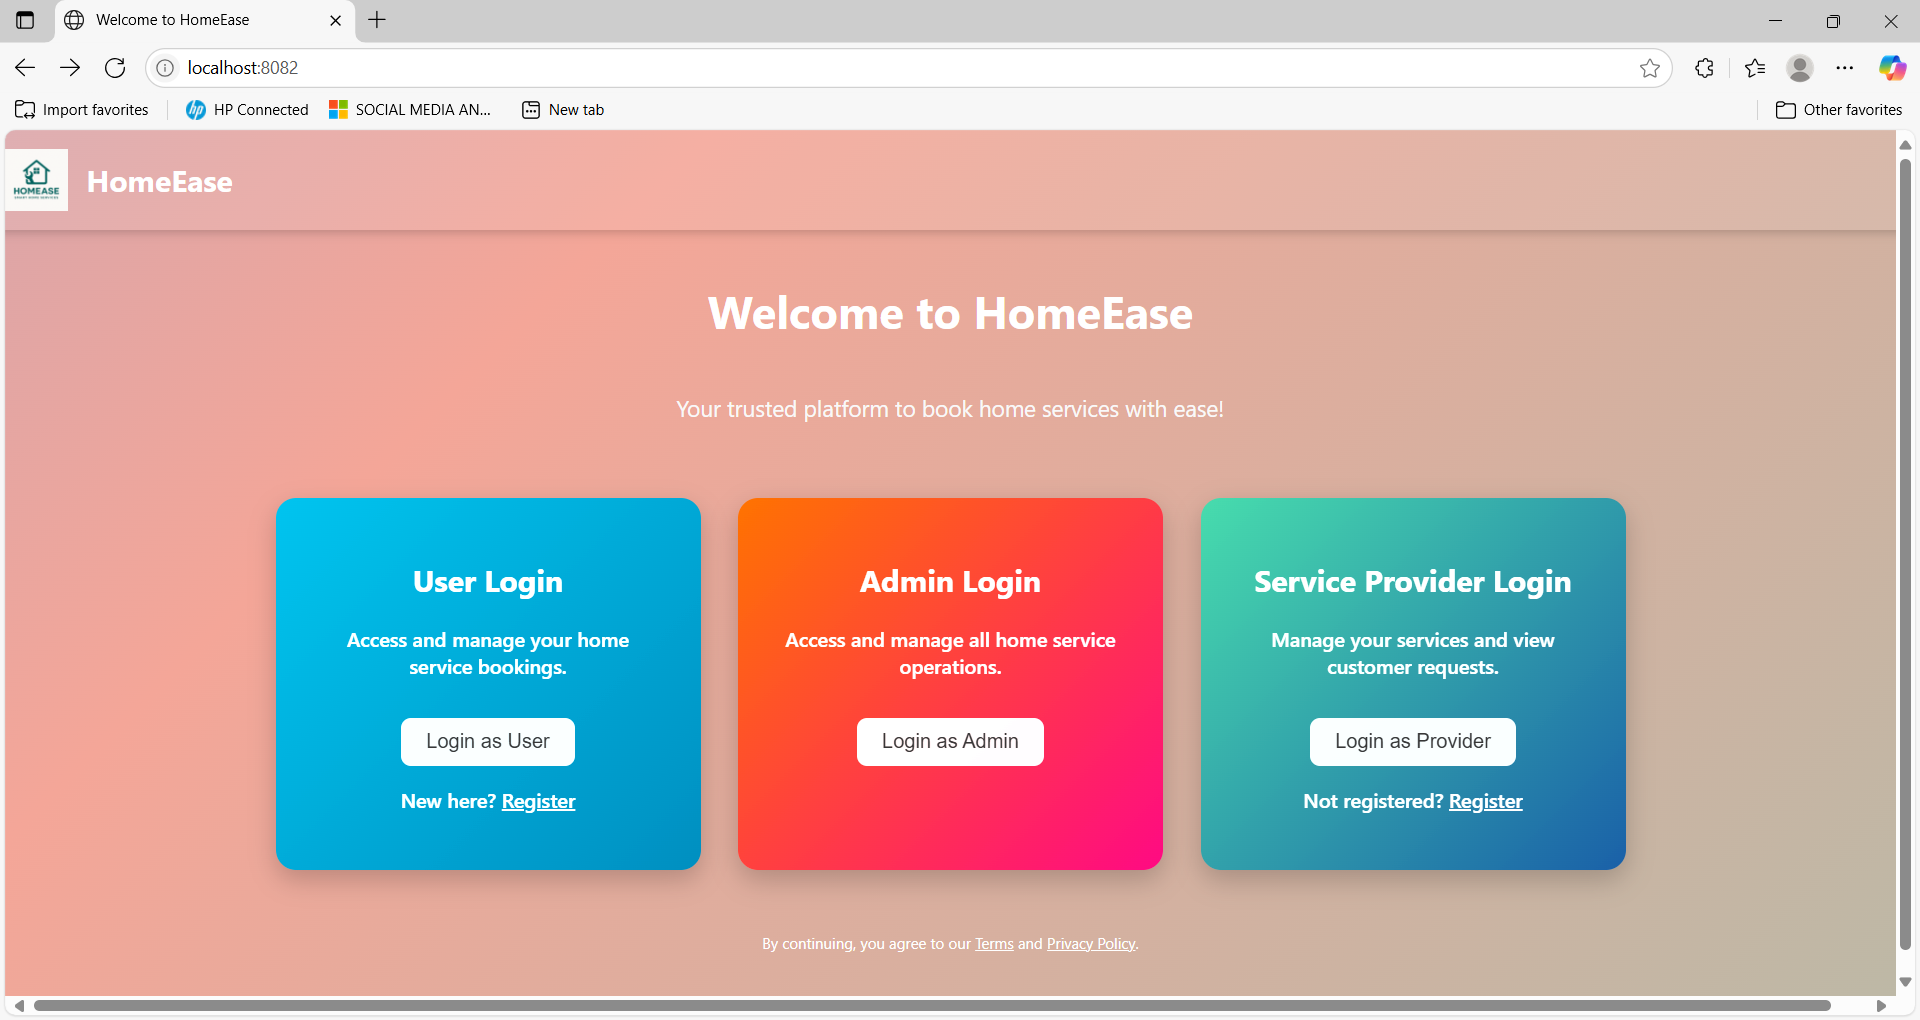 Welcome to HomeEase
localhost:8082
Import favorites
HP Connected
SOCIAL MEDIA AN...
New tab
Other favorites
HOMEASE
SMART HOME SERVICES
HomeEase
Welcome to HomeEase
Your trusted platform to book home services with ease!
User Login
Access and manage your home
service bookings.
Login as User
New here? Register
Admin Login
Access and manage all home service
operations.
Login as Admin
Service Provider Login
Manage your services and view
customer requests.
Login as Provider
Not registered? Register
By continuing, you agree to our Terms and Privacy Policy.